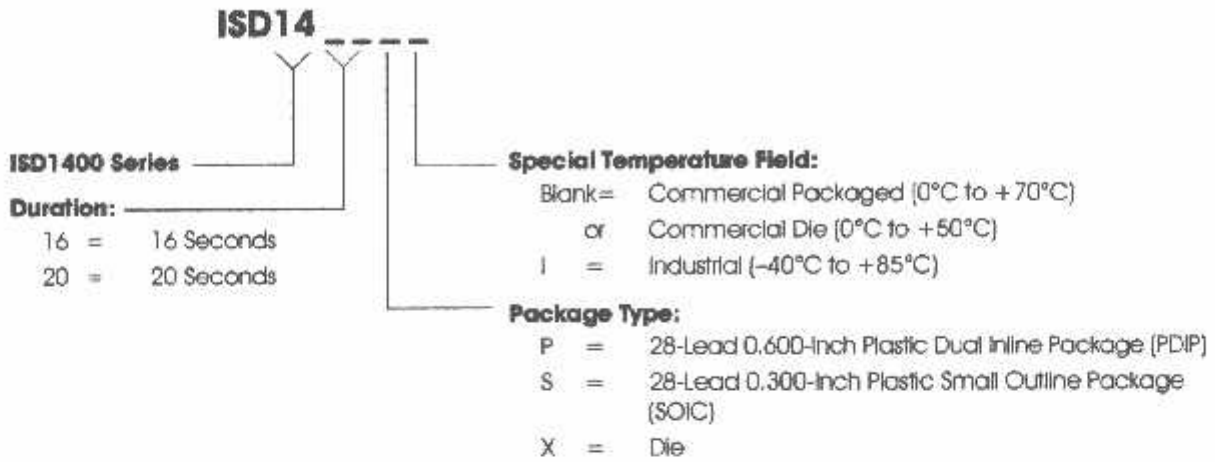 ISD14 _ _ _ _
ISD1400 Series
Duration:
16 = 16 Seconds
20 = 20 Seconds
Special Temperature Field:
Blank= Commercial Packaged (0°C to +70°C)
or Commercial Die (0°C to +50°C)
I = Industrial (–40°C to +85°C)
Package Type:
P = 28-Lead 0.600-Inch Plastic Dual Inline Package (PDIP)
S = 28-Lead 0.300-Inch Plastic Small Outline Package
(SOIC)
X = Die